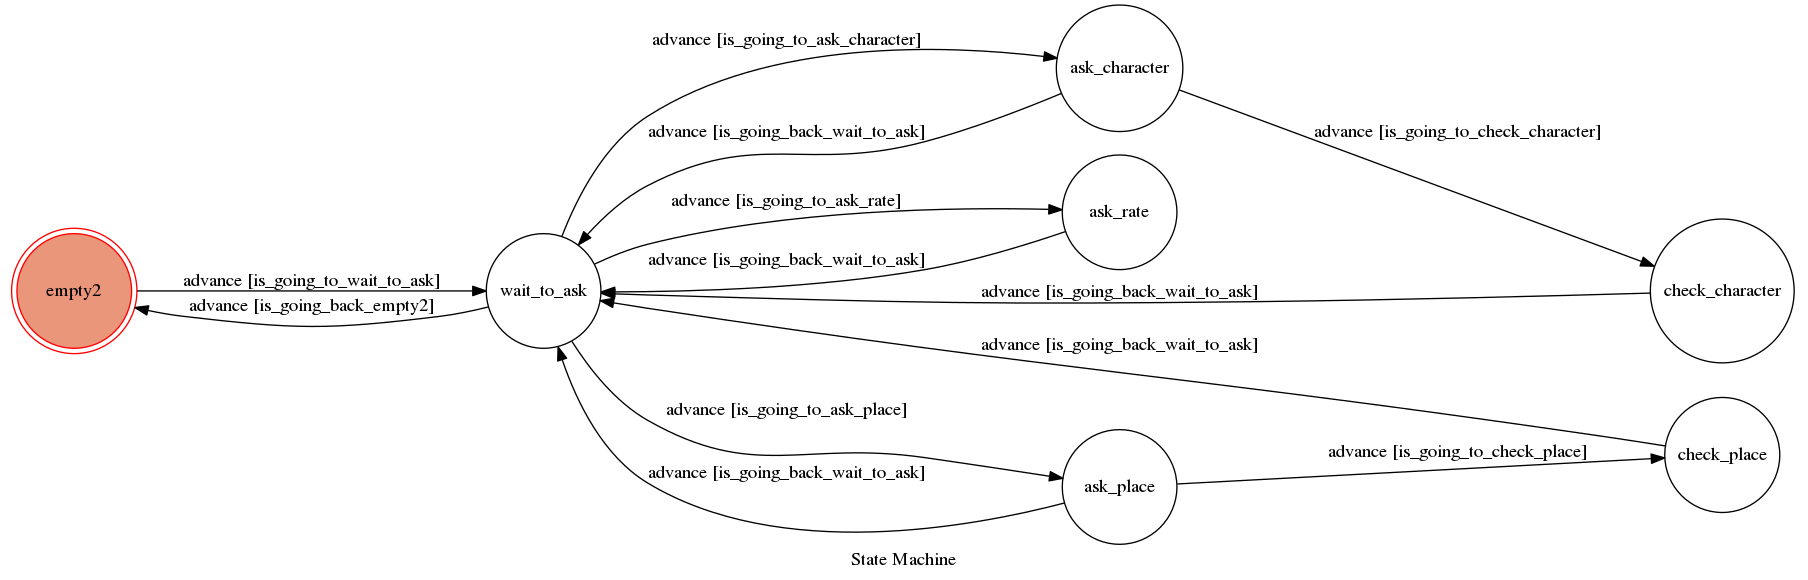 advance [is_going_to_ask_character]
ask_character
advance [is_going_back_wait_to_ask]
advance [is_going_to_check_character]
advance [is_going_to_ask_rate]
ask_rate
advance [is_going_back_wait_to_ask]
advance [is_going_to_wait_to_ask]
empty2
wait_to_ask
advance [is_going_back_wait_to_ask]
check_character
advance [is_going_back_empty2]
advance [is_going_back_wait_to_ask]
advance [is_going_to_ask_place]
advance [is_going_to_check_place]
check_place
advance [is_going_back_wait_to_ask]
ask_place
State Machine